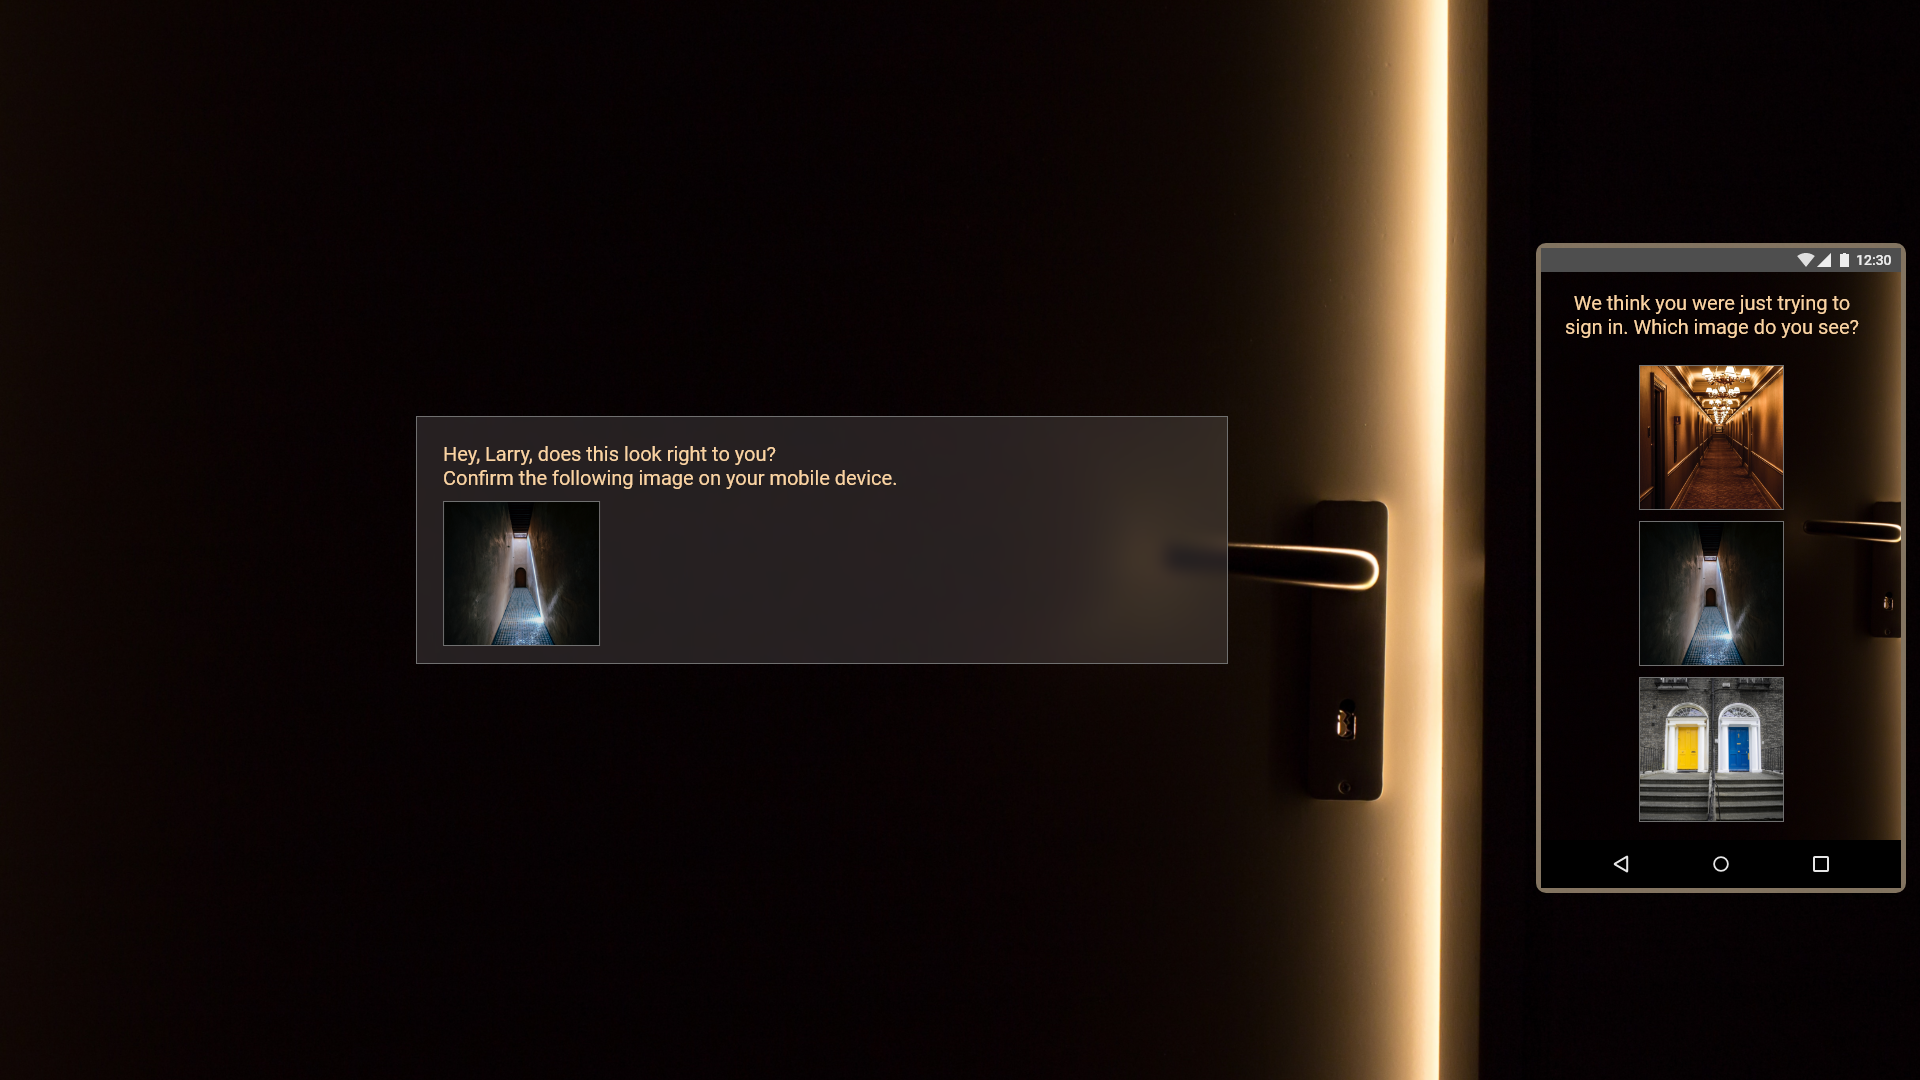 Hey, Larry, does this look right to you?
Confirm the following image on your mobile device.
12:30
We think you were just trying to
sign in. Which image do you see?